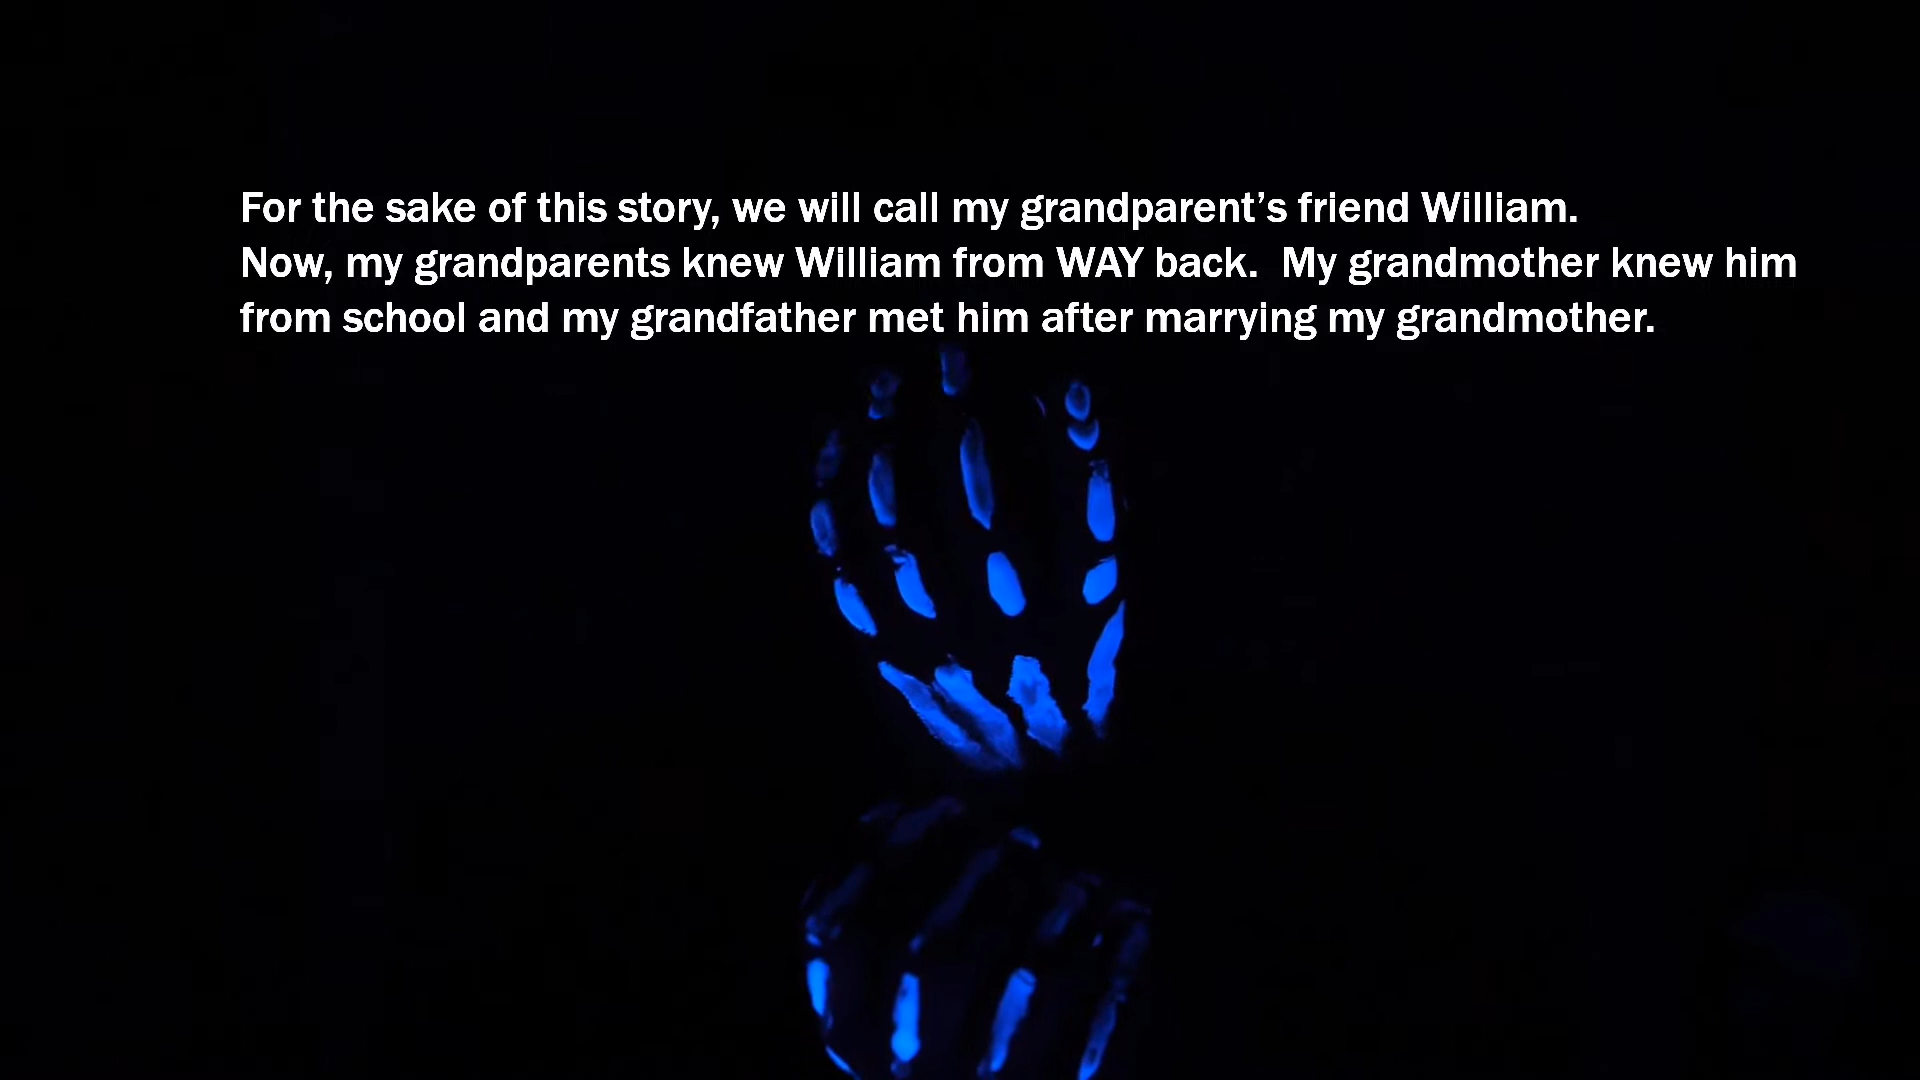 For the sake of this story, we will call my grandparent’s friend William.
Now, my grandparents knew William from WAY back.  My grandmother knew him
from school and my grandfather met him after marrying my grandmother.